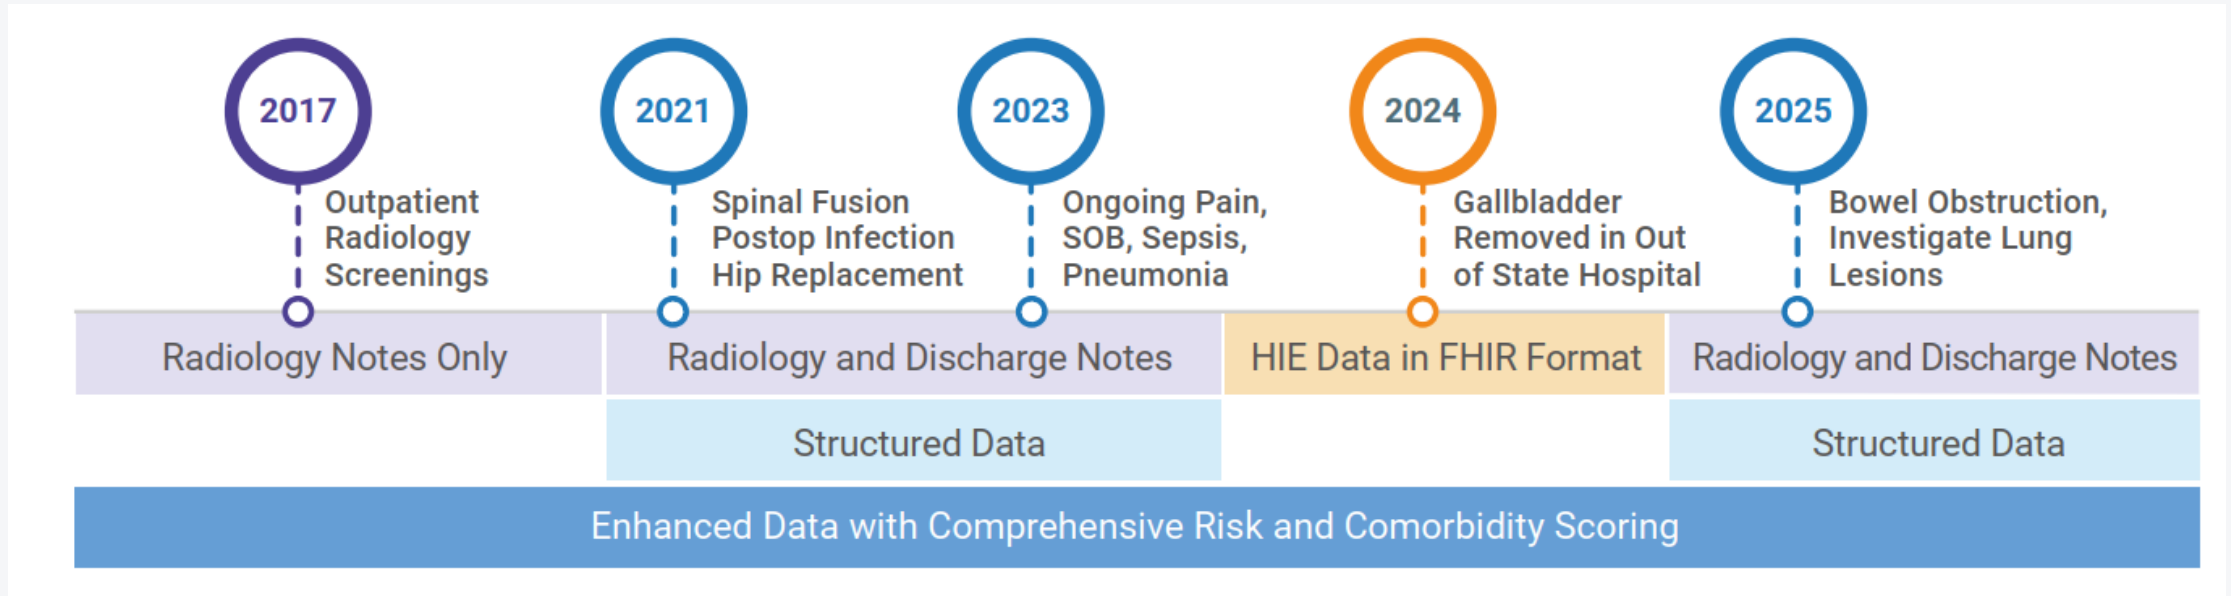 2017
2021
2023
2024
2025
Outpatient
Radiology
Screenings
Spinal Fusion
Postop Infection
Hip Replacement
Ongoing Pain,
SOB, Sepsis,
Pneumonia
Gallbladder
Removed in Out
of State Hospital
Bowel Obstruction,
Investigate Lung
Lesions
Radiology Notes Only
Radiology and Discharge Notes
HIE Data in FHIR Format
Radiology and Discharge Notes
Structured Data
Structured Data
Enhanced Data with Comprehensive Risk and Comorbidity Scoring